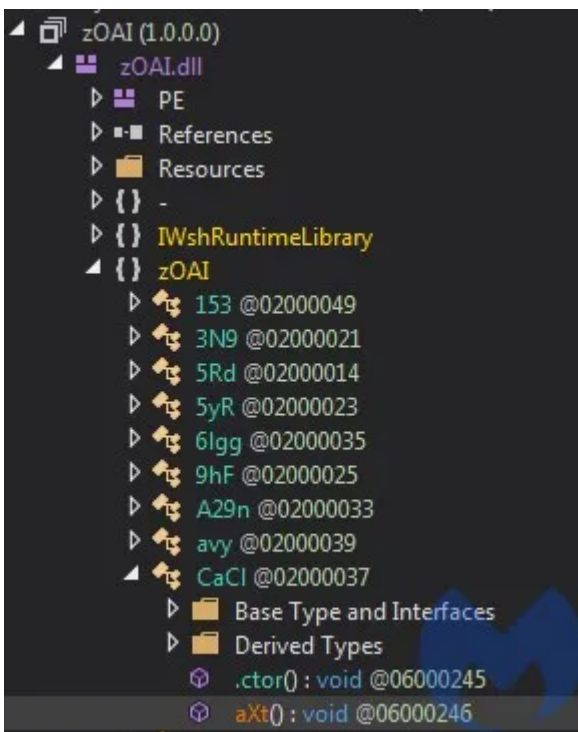 zOAI (1.0.0.0)
zOAI.dll
PE
References
Resources
{ } -
{ } IWshRuntimeLibrary
{ } zOAI
153 @02000049
3N9 @02000021
5Rd @02000014
5yR @02000023
6lgg @02000035
9hF @02000025
A29n @02000033
avy @02000039
CaCl @02000037
Base Type and Interfaces
Derived Types
.ctor() : void @06000245
aXt() : void @06000246